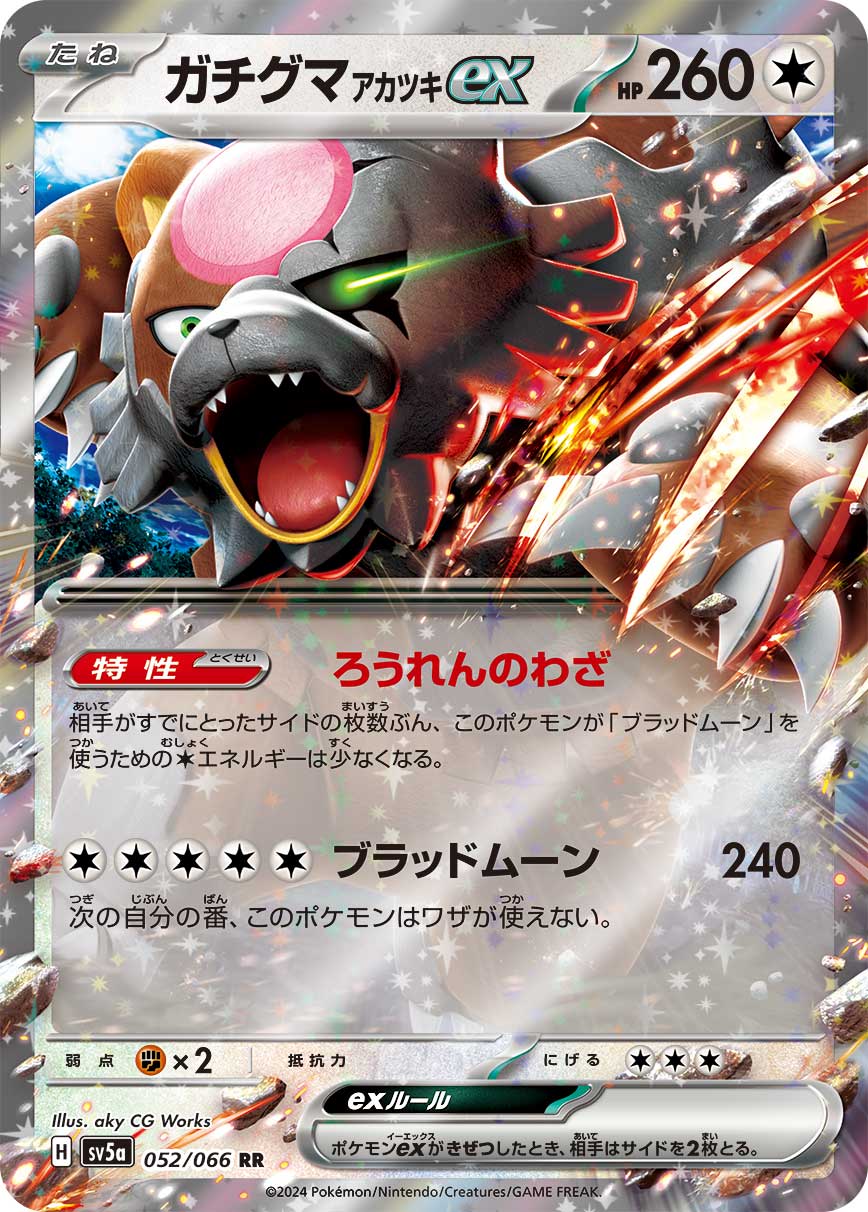 たね ガチグマ アカツキ ex HP 260
特性 とくせい ろうれんのわざ
相手がすでにとったサイドの枚数ぶん、このポケモンが「ブラッドムーン」を
使うためのエネルギーは少なくなる。
ブラッドムーン 240
次の自分の番、このポケモンはワザが使えない。
弱点 ×2 抵抗力 にげる
exルール
ポケモンexがきぜつしたとき、相手はサイドを2枚とる。
Illus. aky CG Works
H sv5a 052/066 RR
©2024 Pokémon/Nintendo/Creatures/GAME FREAK.